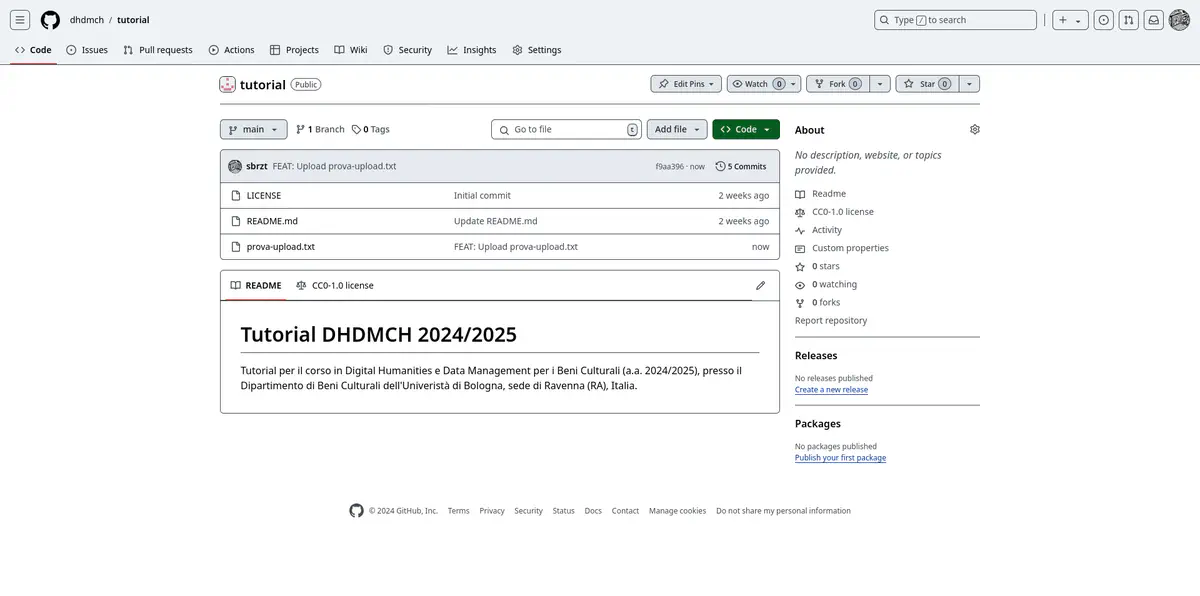 dhdmch / tutorial
Type / to search
Code Issues Pull requests Actions Projects Wiki Security Insights Settings
tutorial Public
Edit Pins Watch 0 Fork 0 Star 0
main 1 Branch 0 Tags Go to file t Add file Code
sbrzt FEAT: Upload prova-upload.txt f9aa396 · now 5 Commits
LICENSE Initial commit 2 weeks ago
README.md Update README.md 2 weeks ago
prova-upload.txt FEAT: Upload prova-upload.txt now
README CC0-1.0 license
Tutorial DHDMCH 2024/2025
Tutorial per il corso in Digital Humanities e Data Management per i Beni Culturali (a.a. 2024/2025), presso il
Dipartimento di Beni Culturali dell'Univeristà di Bologna, sede di Ravenna (RA), Italia.
About
No description, website, or topics
provided.
Readme
CC0-1.0 license
Activity
Custom properties
0 stars
0 watching
0 forks
Report repository
Releases
No releases published
Create a new release
Packages
No packages published
Publish your first package
© 2024 GitHub, Inc. Terms Privacy Security Status Docs Contact Manage cookies Do not share my personal information